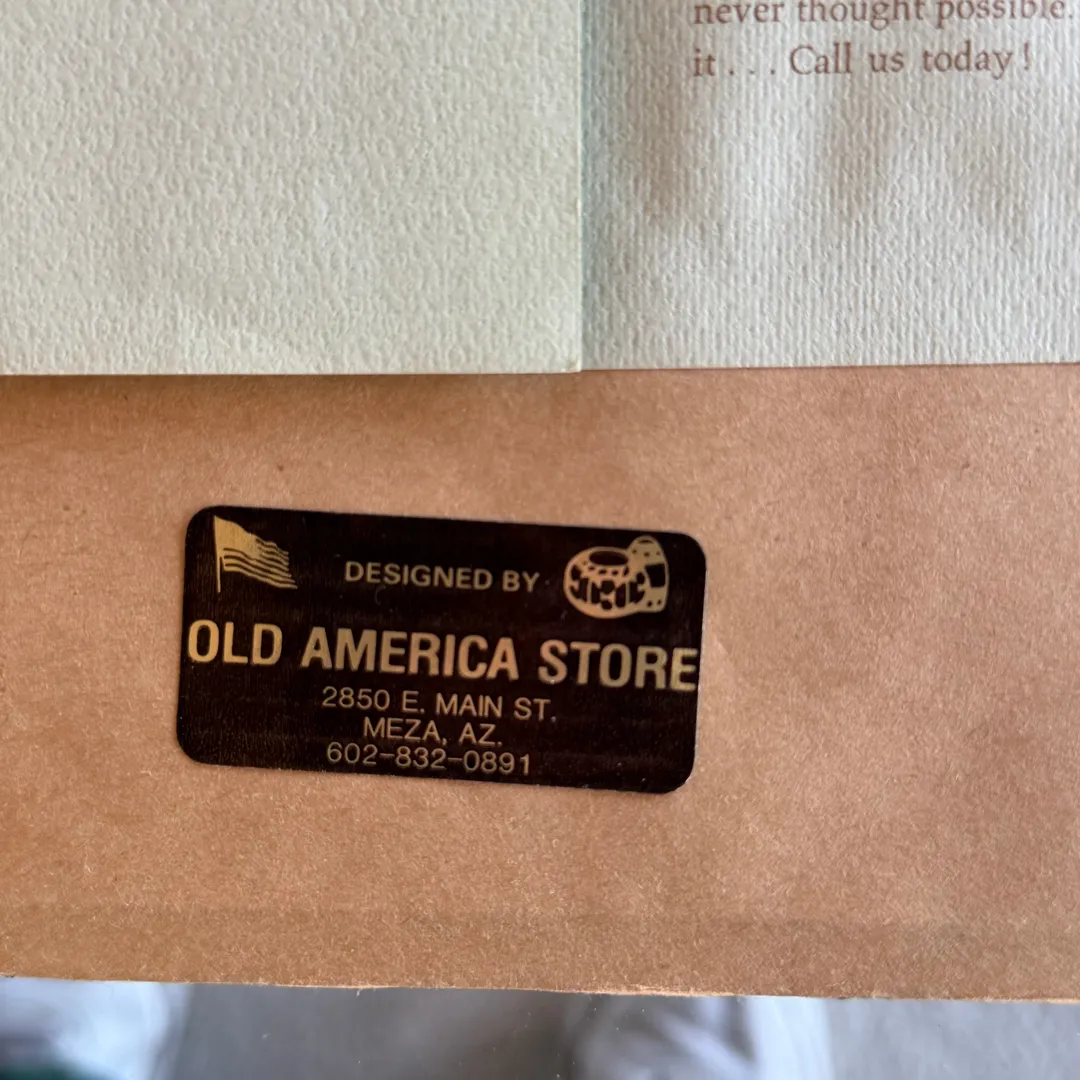 never thought possible.
it . . . Call us today!
DESIGNED BY
OLD AMERICA STORE
2850 E. MAIN ST.
MEZA, AZ.
602-832-0891